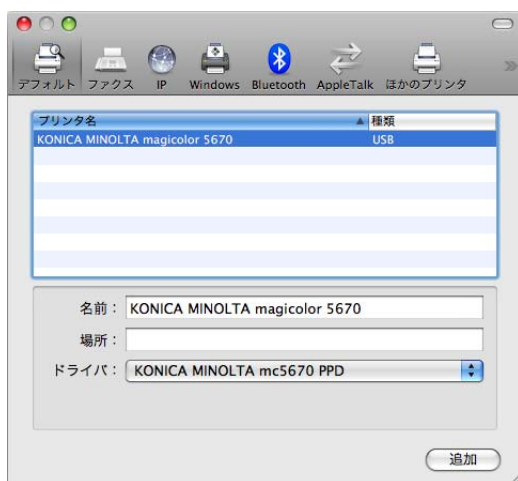 デフォルト ファクス IP Windows Bluetooth AppleTalk ほかのプリンタ
プリンタ名 種類
KONICA MINOLTA magicolor 5670 USB
名前： KONICA MINOLTA magicolor 5670
場所：
ドライバ： KONICA MINOLTA mc5670 PPD
追加